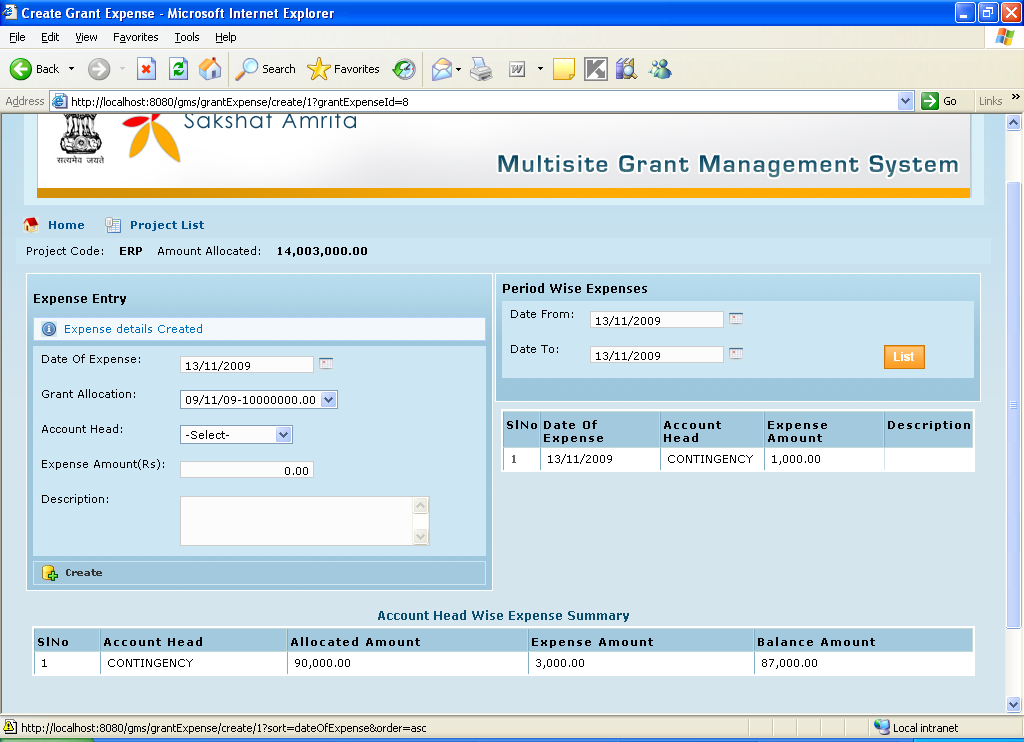 Create Grant Expense - Microsoft Internet Explorer
File Edit View Favorites Tools Help
Back Search Favorites
Address http://localhost:8080/gms/grantExpense/create/1?grantExpenseId=8 Go Links »
Sakshat Amrita
सत्यमेव जयते
Multisite Grant Management System
Home Project List
Project Code: ERP Amount Allocated: 14,003,000.00
Expense Entry
Expense details Created
Date Of Expense: 13/11/2009
Grant Allocation: 09/11/09-10000000.00
Account Head: -Select-
Expense Amount(Rs): 0.00
Description:
Create
Period Wise Expenses
Date From: 13/11/2009
Date To: 13/11/2009
List
SlNo Date Of Expense Account Head Expense Amount Description
1 13/11/2009 CONTINGENCY 1,000.00
Account Head Wise Expense Summary
SlNo Account Head Allocated Amount Expense Amount Balance Amount
1 CONTINGENCY 90,000.00 3,000.00 87,000.00
http://localhost:8080/gms/grantExpense/create/1?sort=dateOfExpense&order=asc Local intranet